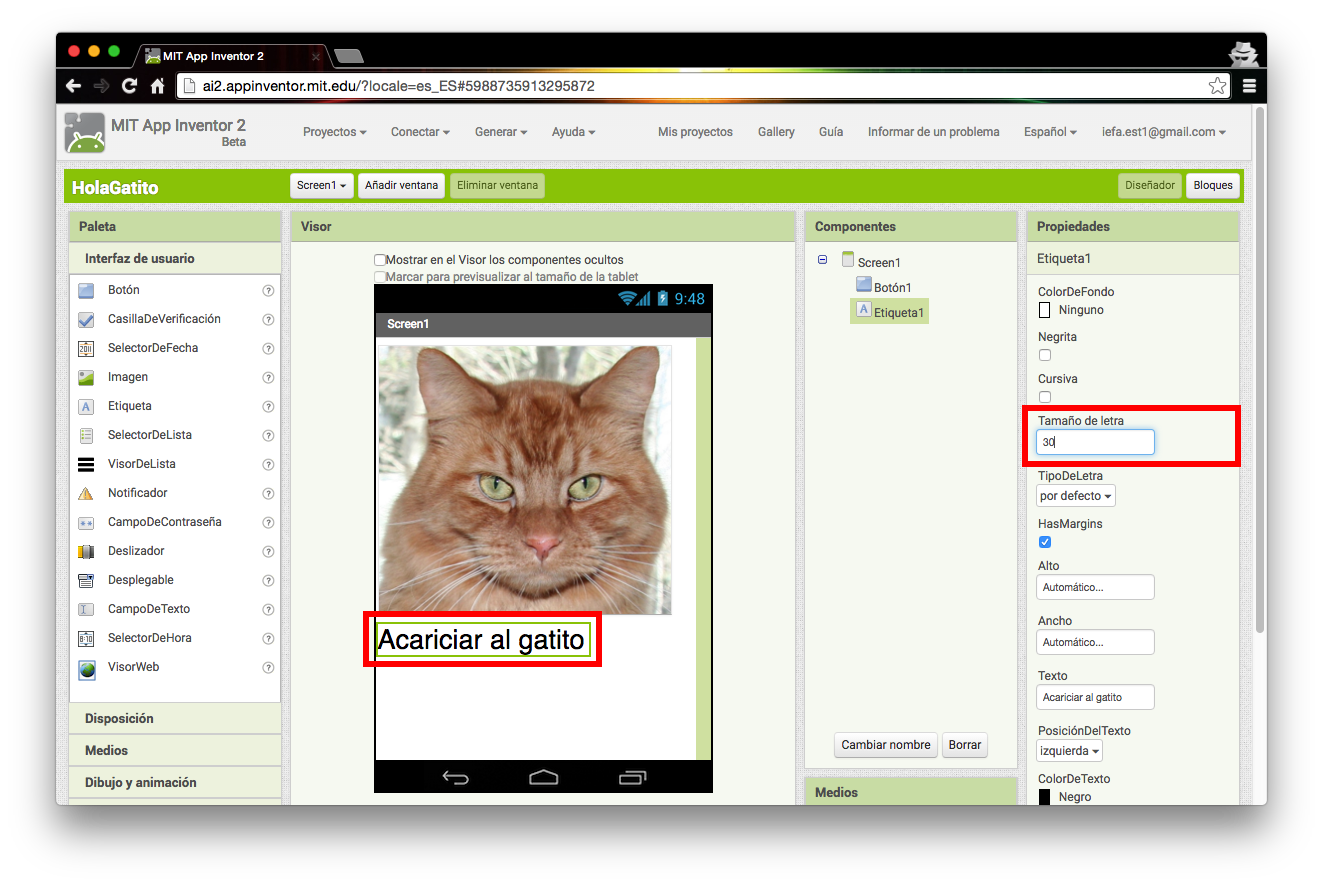 MIT App Inventor 2
ai2.appinventor.mit.edu/?locale=es_ES#5988735913295872
MIT App Inventor 2
Beta
Proyectos Conectar Generar Ayuda Mis proyectos Gallery Guía Informar de un problema Español iefa.est1@gmail.com
HolaGatito Screen1 Añadir ventana Eliminar ventana Diseñador Bloques
Paleta
Interfaz de usuario
Botón ?
CasillaDeVerificación ?
2011 SelectorDeFecha ?
Imagen ?
A Etiqueta ?
SelectorDeLista ?
VisorDeLista ?
Notificador ?
CampoDeContraseña ?
Deslizador ?
Desplegable ?
CampoDeTexto ?
8:10 SelectorDeHora ?
VisorWeb ?
Disposición
Medios
Dibujo y animación
Visor
Mostrar en el Visor los componentes ocultos
Marcar para previsualizar al tamaño de la tablet
9:48
Screen1
Acariciar al gatito
Componentes
Screen1
Botón1
A Etiqueta1
Cambiar nombre Borrar
Medios
Propiedades
Etiqueta1
ColorDeFondo
Ninguno
Negrita
Cursiva
Tamaño de letra
30
TipoDeLetra
por defecto
HasMargins
Alto
Automático...
Ancho
Automático...
Texto
Acariciar al gatito
PosiciónDelTexto
izquierda
ColorDeTexto
Negro